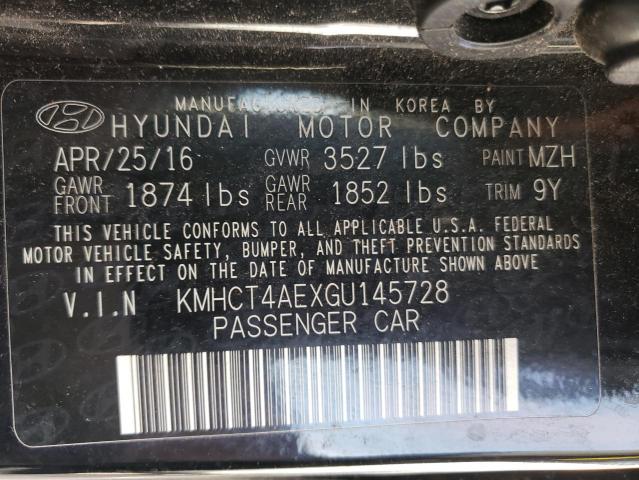 MANUFACTURED IN KOREA BY
HYUNDAI MOTOR COMPANY
APR/25/16 GVWR 3527 lbs PAINT MZH
GAWR FRONT 1874 lbs GAWR REAR 1852 lbs TRIM 9Y
THIS VEHICLE CONFORMS TO ALL APPLICABLE U.S.A. FEDERAL
MOTOR VEHICLE SAFETY, BUMPER, AND THEFT PREVENTION STANDARDS
IN EFFECT ON THE DATE OF MANUFACTURE SHOWN ABOVE
V.I.N KMHCT4AEXGU145728
PASSENGER CAR